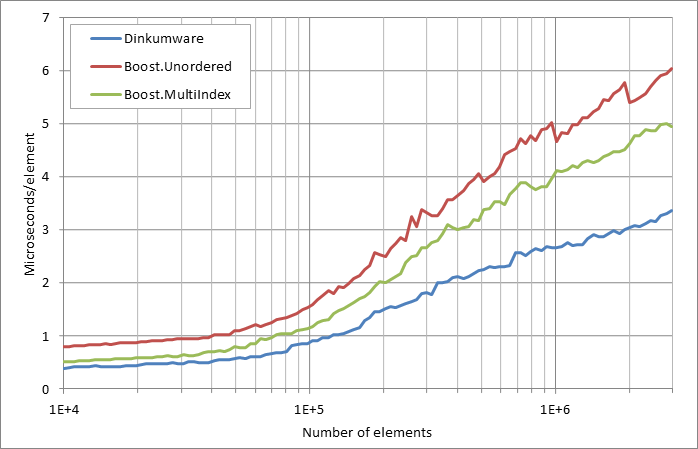 7
6
5
4
3
2
1
0
Dinkumware
Boost.Unordered
Boost.MultiIndex
Microseconds/element
1E+4
1E+5
1E+6
Number of elements